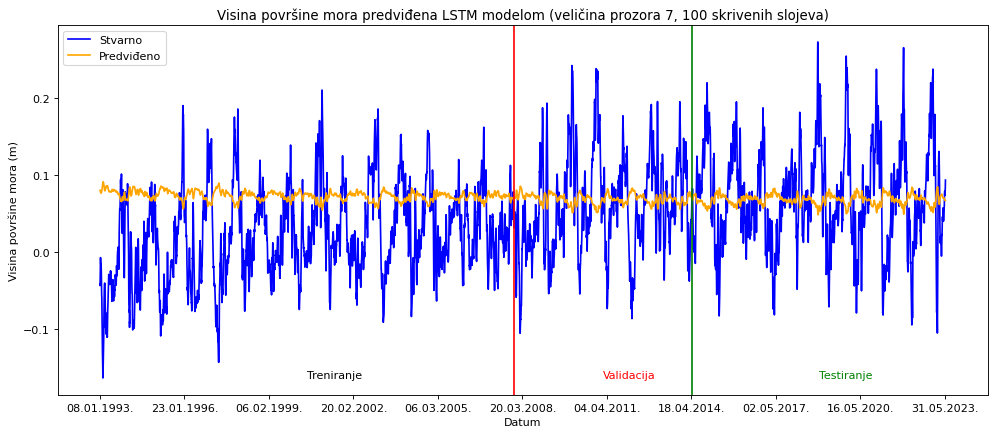 Visina površine mora predviđena LSTM modelom (veličina prozora 7, 100 skrivenih slojeva)
Stvarno
Predviđeno
Visina površine mora (m)
0.2
0.1
0.0
−0.1
Treniranje
Validacija
Testiranje
08.01.1993.
23.01.1996.
06.02.1999.
20.02.2002.
06.03.2005.
20.03.2008.
04.04.2011.
18.04.2014.
02.05.2017.
16.05.2020.
31.05.2023.
Datum